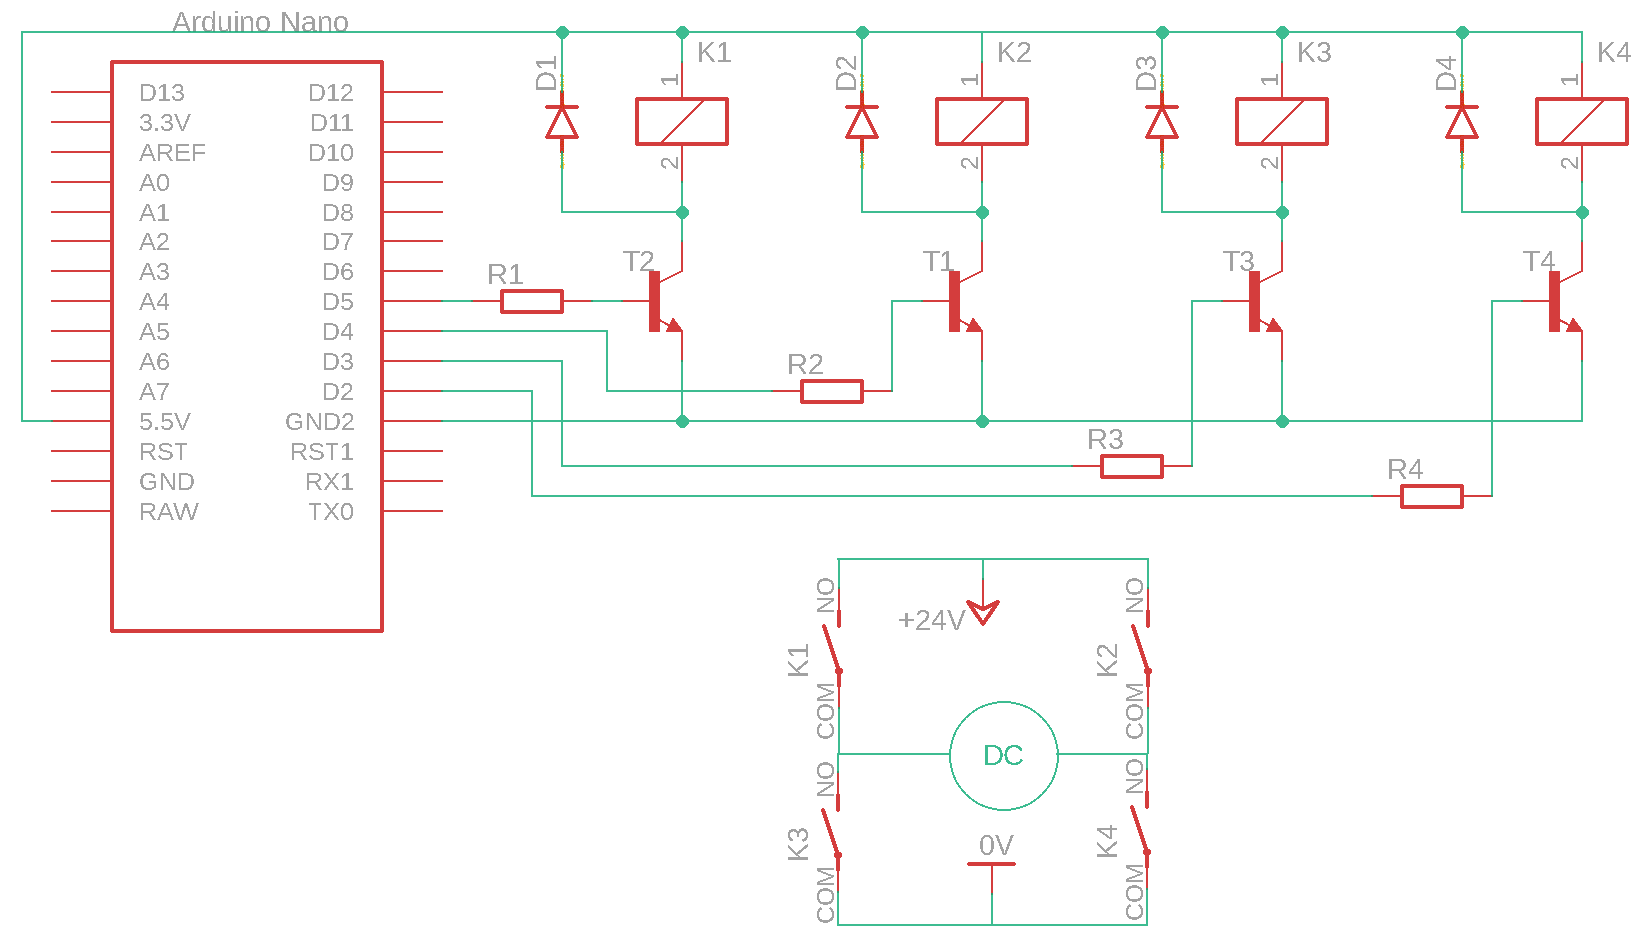 Arduino Nano
D1
1
K1
D2
1
K2
D3
1
K3
D4
1
K4
2
2
2
2
D13 D12
3.3V D11
AREF D10
A0 D9
A1 D8
A2 D7
A3 D6
A4 D5
A5 D4
A6 D3
A7 D2
5.5V GND2
RST RST1
GND RX1
RAW TX0
R1
T2
T1
T3
T4
R2
R3
R4
NO
+24V
NO
K1
K2
COM
COM
DC
NO
NO
K3
0V
K4
COM
COM